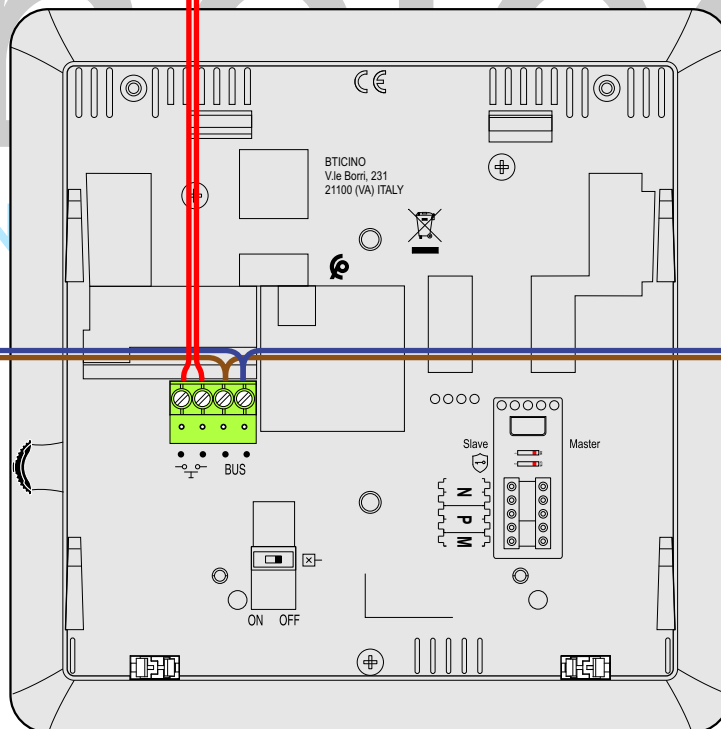 CE
BTICINO
V.le Borri, 231
21100 (VA) ITALY
Slave
Master
BUS
N
P
M
ON OFF